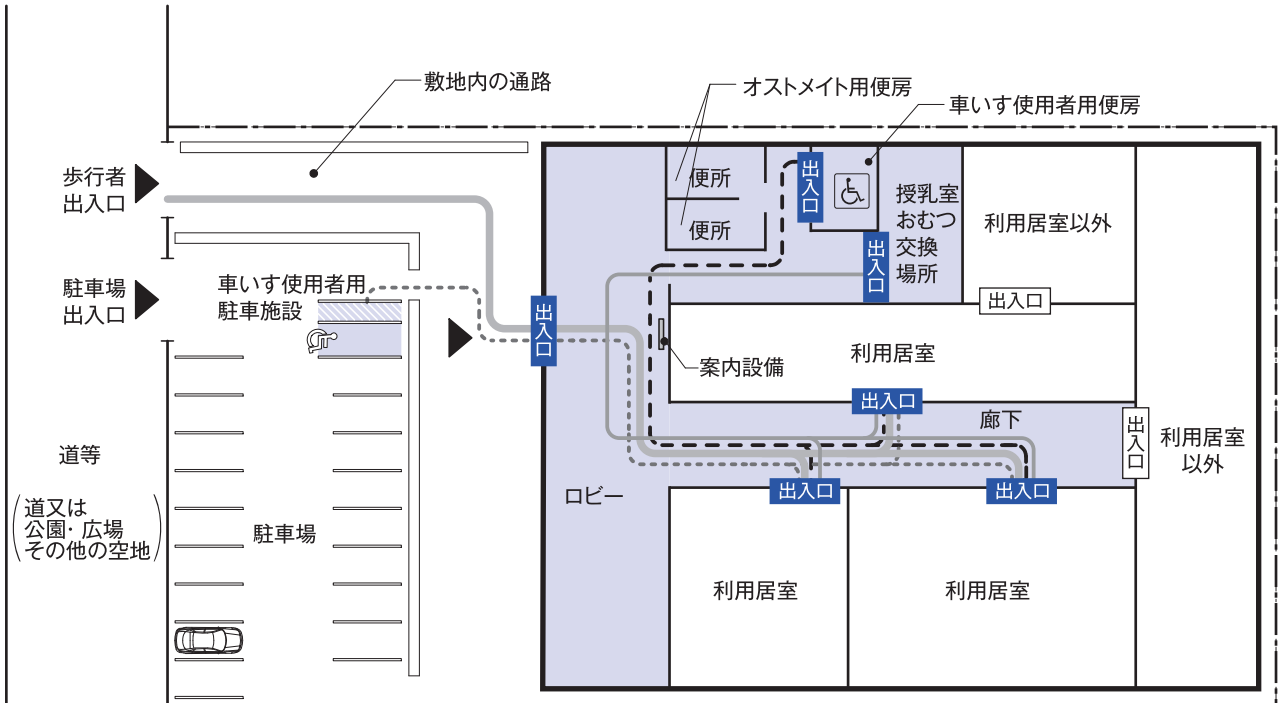 敷地内の通路
オストメイト用便房
車いす使用者用便房
歩行者
出入口
便所
便所
出入口
授乳室
おむつ
交換
場所
出入口
利用居室以外
駐車場
出入口
車いす使用者用
駐車施設
出入口
出入口
利用居室
案内設備
出入口
廊下
出入口
利用居室
以外
道等
(道又は
公園・広場
その他の空地)
駐車場
ロビー
出入口
出入口
利用居室
利用居室